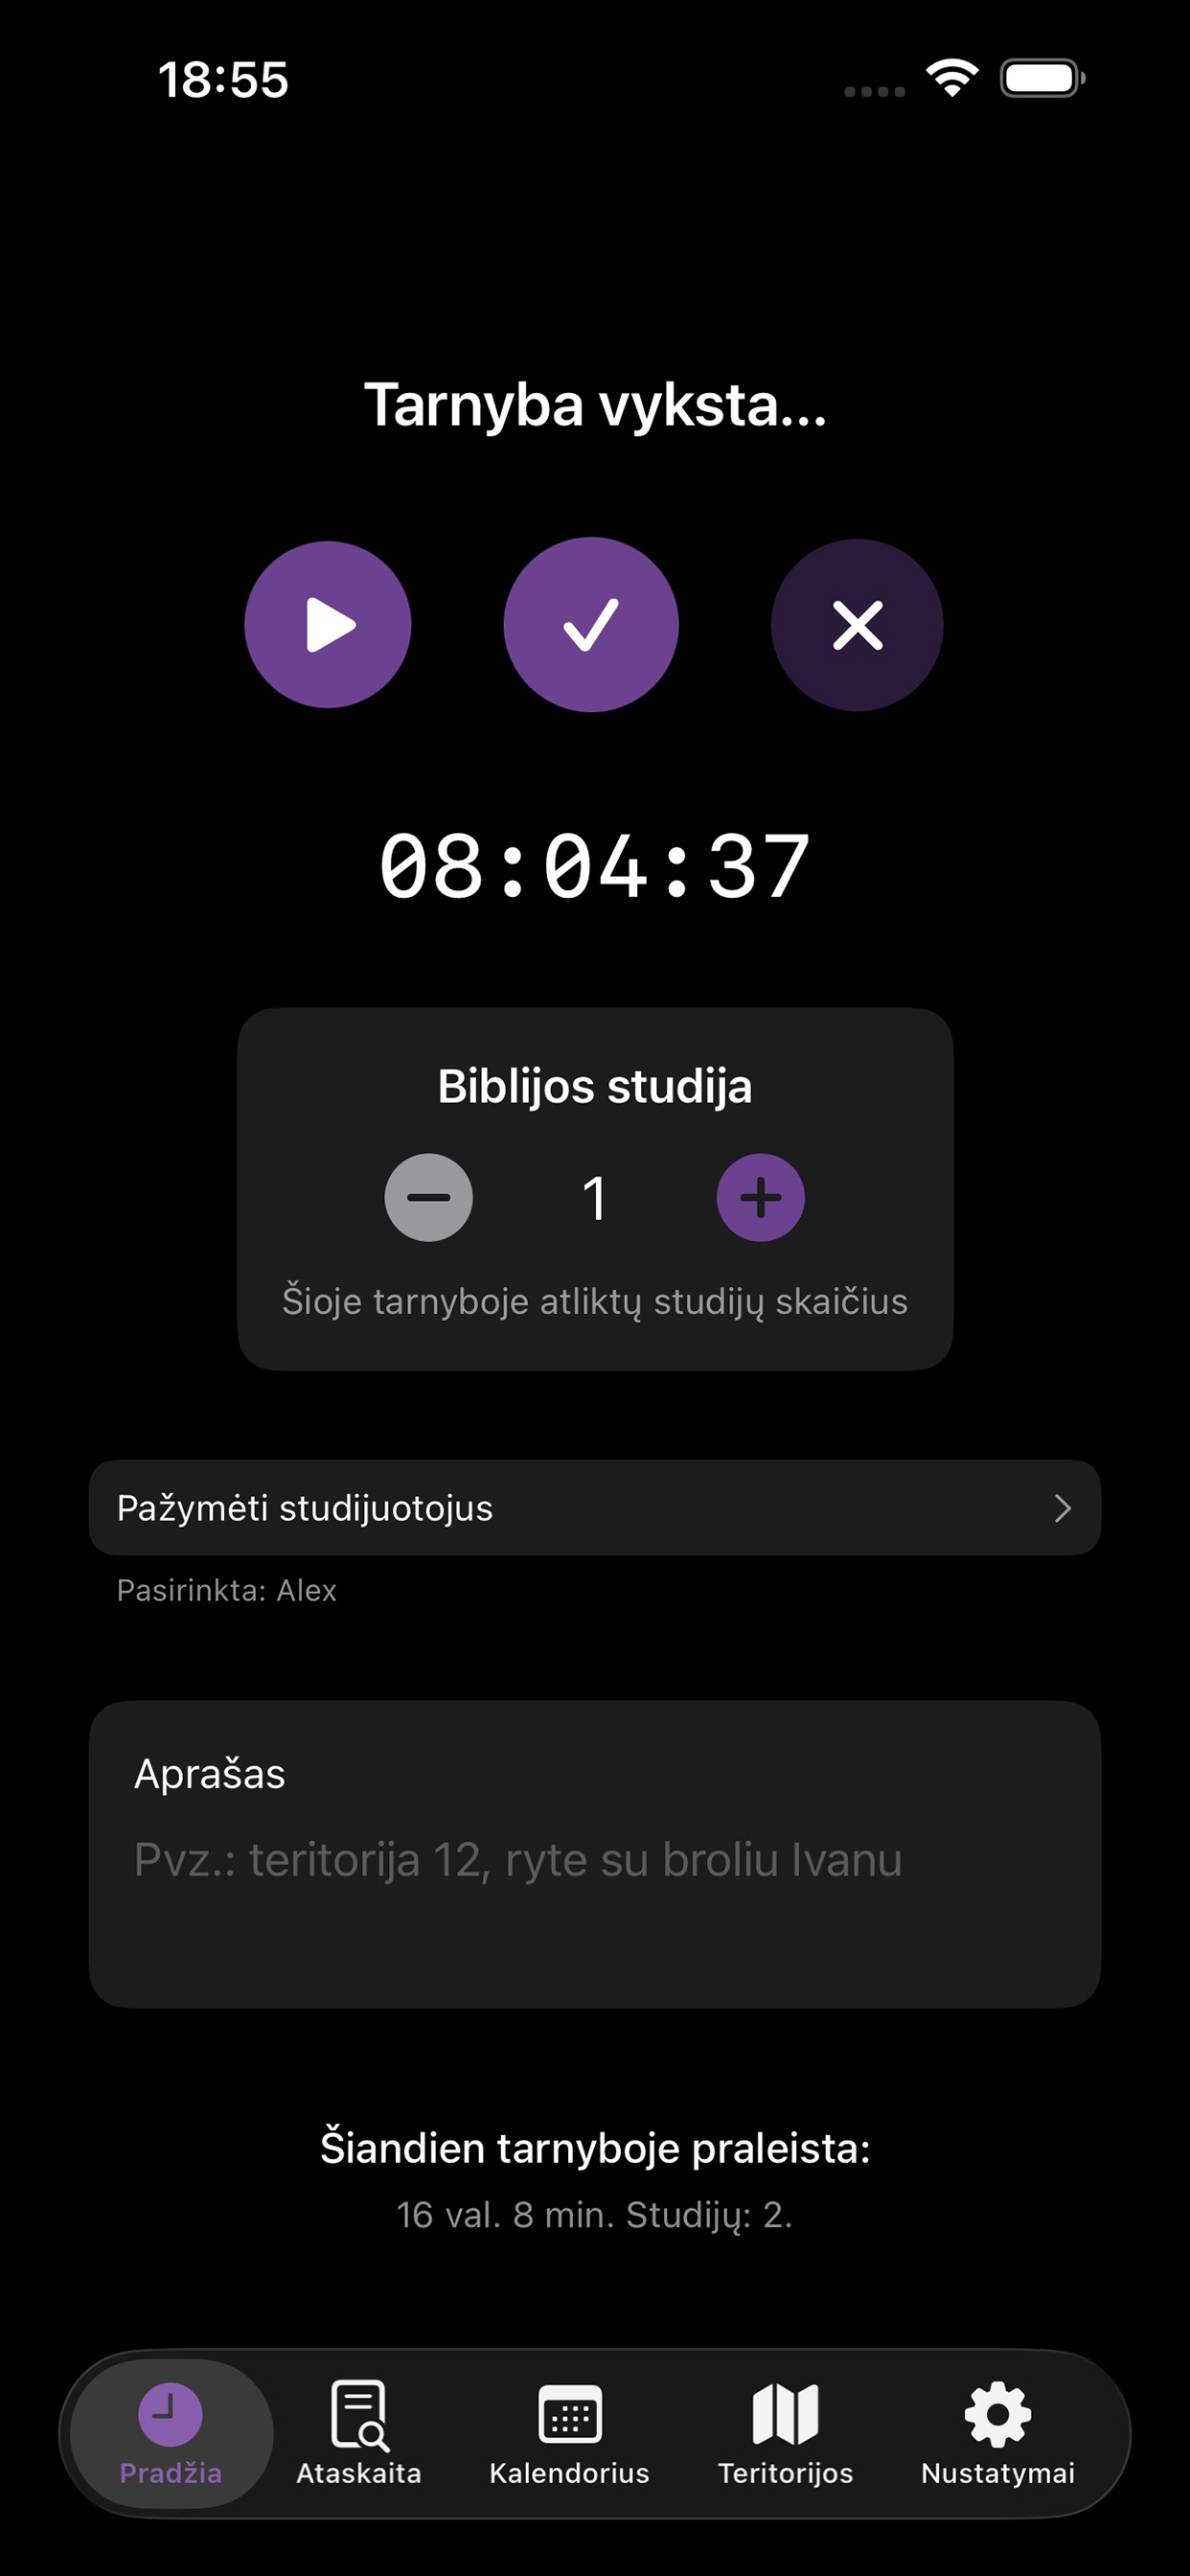 18:55
Tarnyba vyksta...
08:04:37
Biblijos studija
1
Šioje tarnyboje atliktų studijų skaičius
Pažymėti studijuotojus
Pasirinkta: Alex
Aprašas
Pvz.: teritorija 12, ryte su broliu Ivanu
Šiandien tarnyboje praleista:
16 val. 8 min. Studijų: 2.
Pradžia
Ataskaita
Kalendorius
Teritorijos
Nustatymai